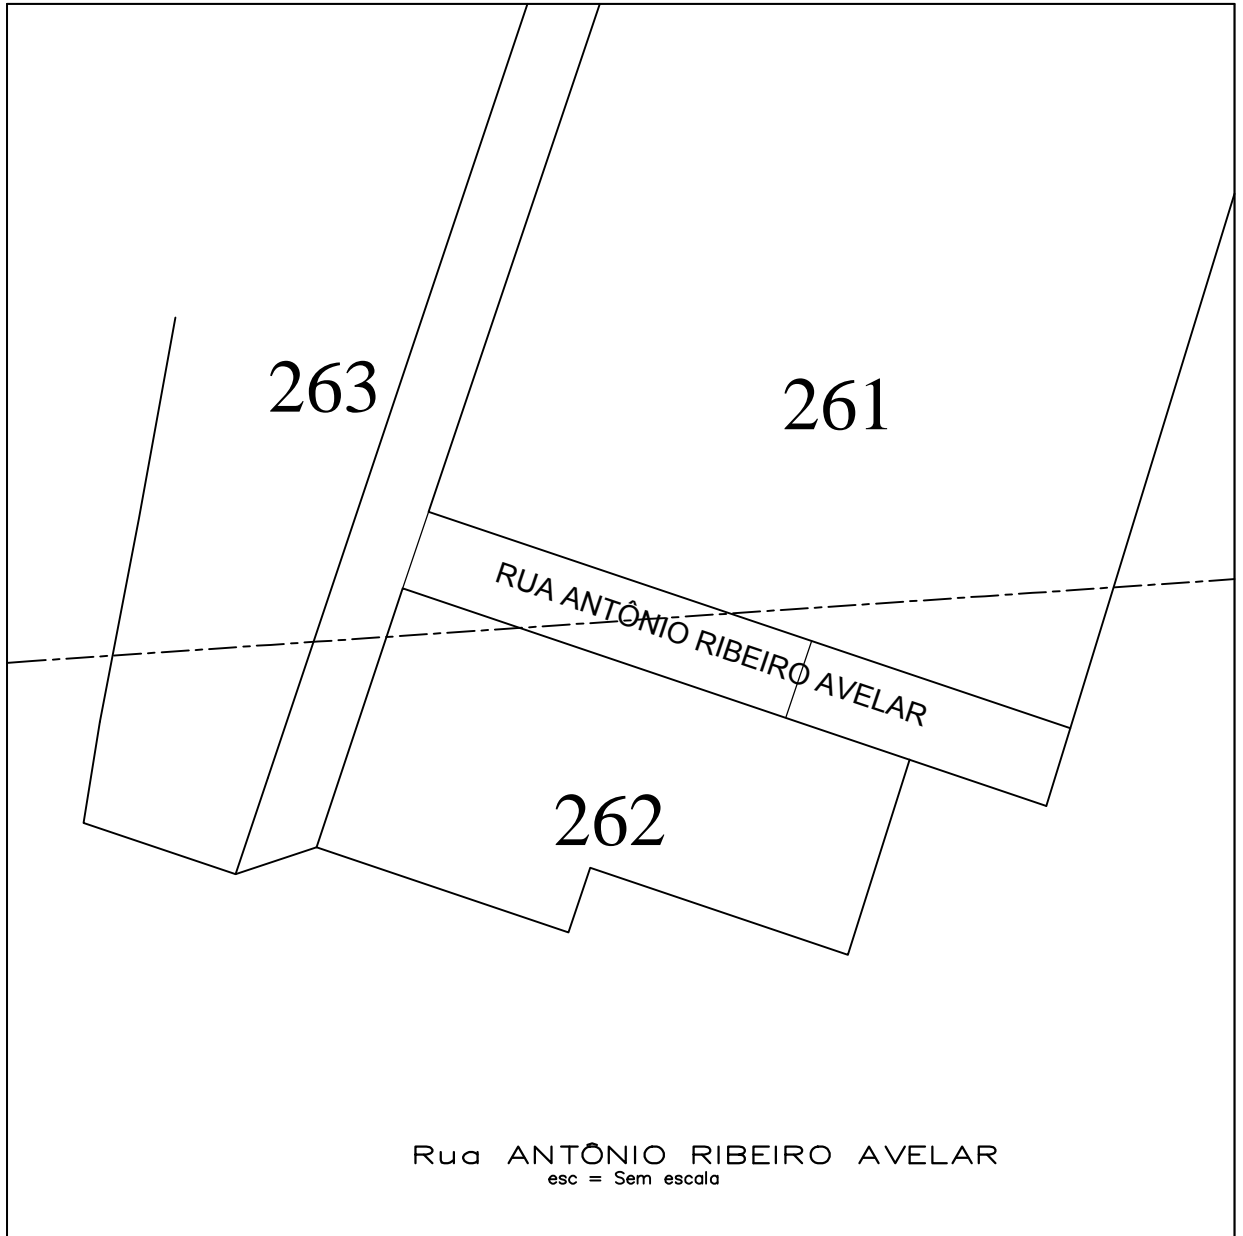 263
261
RUA ANTÔNIO RIBEIRO AVELAR
262
Rua ANTÔNIO RIBEIRO AVELAR
esc = Sem escala